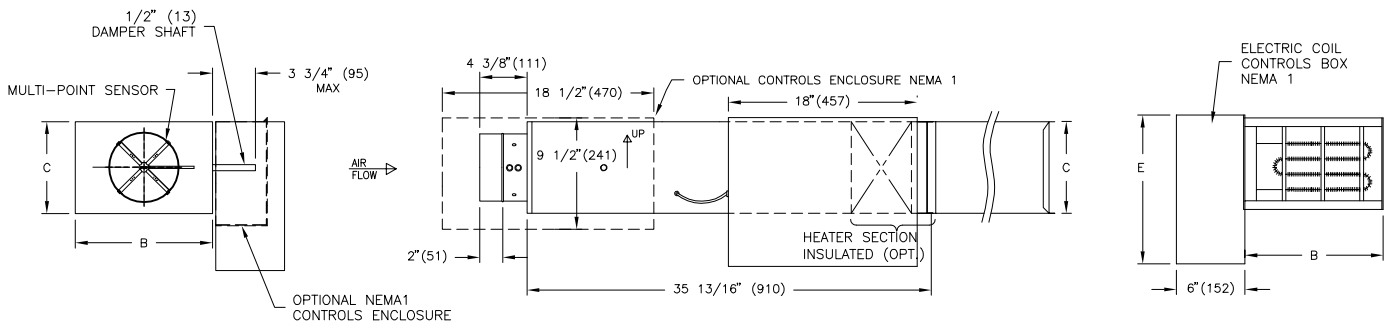 1/2" (13)
DAMPER SHAFT
3 3/4" (95)
MAX
MULTI-POINT SENSOR
C
B
OPTIONAL NEMA1
CONTROLS ENCLOSURE
AIR
FLOW
4 3/8"(111)
18 1/2"(470)
OPTIONAL CONTROLS ENCLOSURE NEMA 1
18"(457)
UP
9 1/2"(241)
2"(51)
HEATER SECTION
INSULATED (OPT.)
35 13/16" (910)
C
ELECTRIC COIL
CONTROLS BOX
NEMA 1
E
B
6"(152)